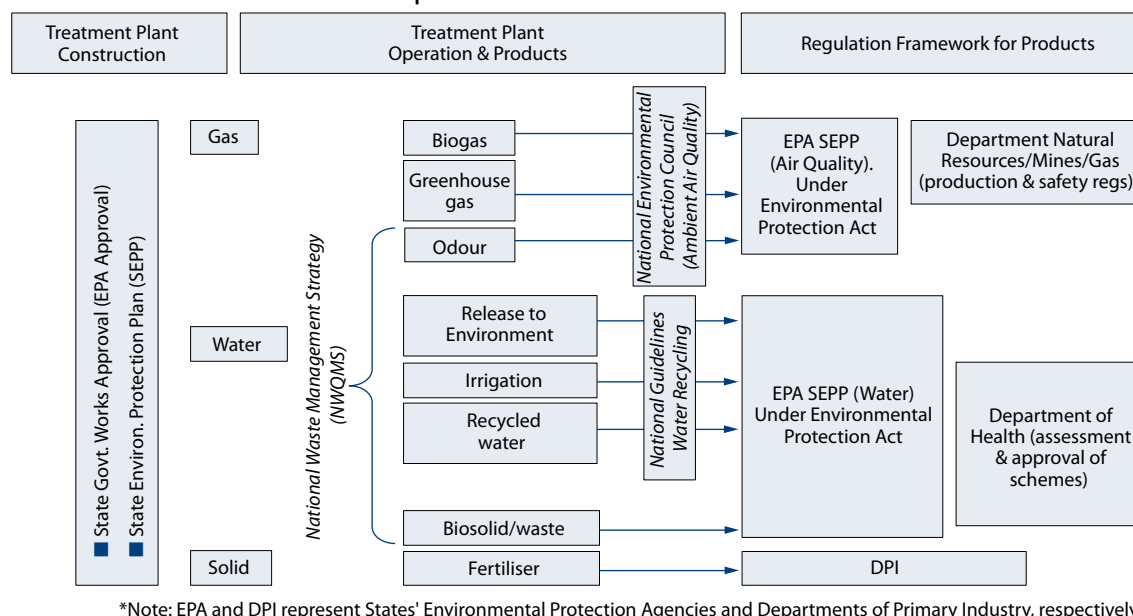 Treatment Plant
Construction
Treatment Plant
Operation & Products
Regulation Framework for Products
State Govt. Works Approval (EPA Approval)
State Environ. Protection Plan (SEPP)
Gas
Water
Solid
National Waste Management Strategy
(NWQMS)
Biogas
Greenhouse
gas
Odour
Release to
Environment
Irrigation
Recycled
water
Biosolid/waste
Fertiliser
National Environmental
Protection Council
(Ambient Air Quality)
National Guidelines
Water Recycling
EPA SEPP
(Air Quality).
Under
Environmental
Protection Act
Department Natural
Resources/Mines/Gas
(production & safety regs)
EPA SEPP (Water)
Under Environmental
Protection Act
Department of
Health (assessment
& approval of
schemes)
DPI
*Note: EPA and DPI represent States' Environmental Protection Agencies and Departments of Primary Industry, respectively